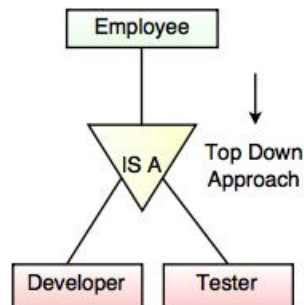 Employee
IS A
Top Down
Approach
Developer
Tester